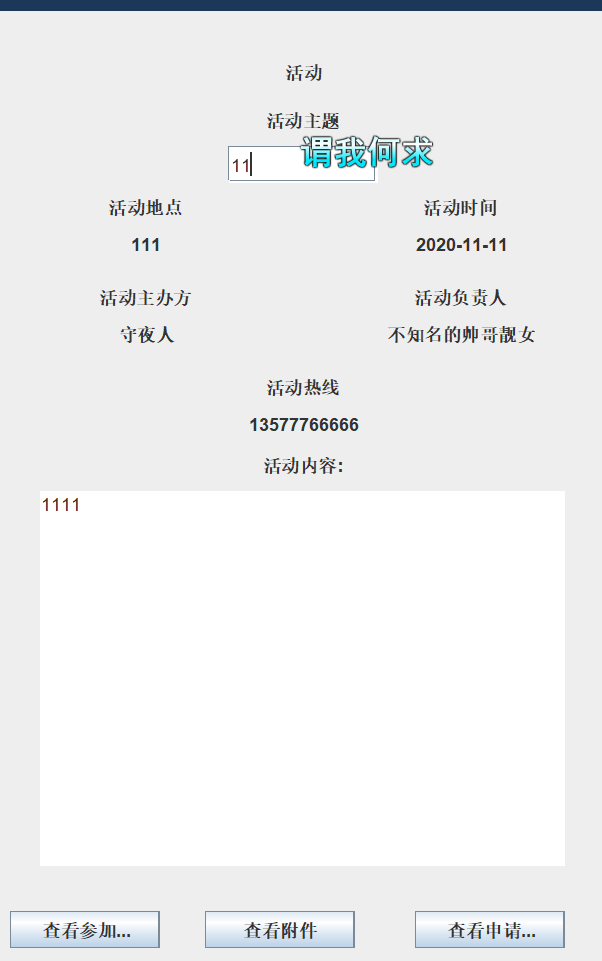 活动
活动主题
谓我何求
11
活动地点
活动时间
111
2020-11-11
活动主办方
活动负责人
守夜人
不知名的帅哥靓女
活动热线
13577766666
活动内容:
1111
查看参加...
查看附件
查看申请...